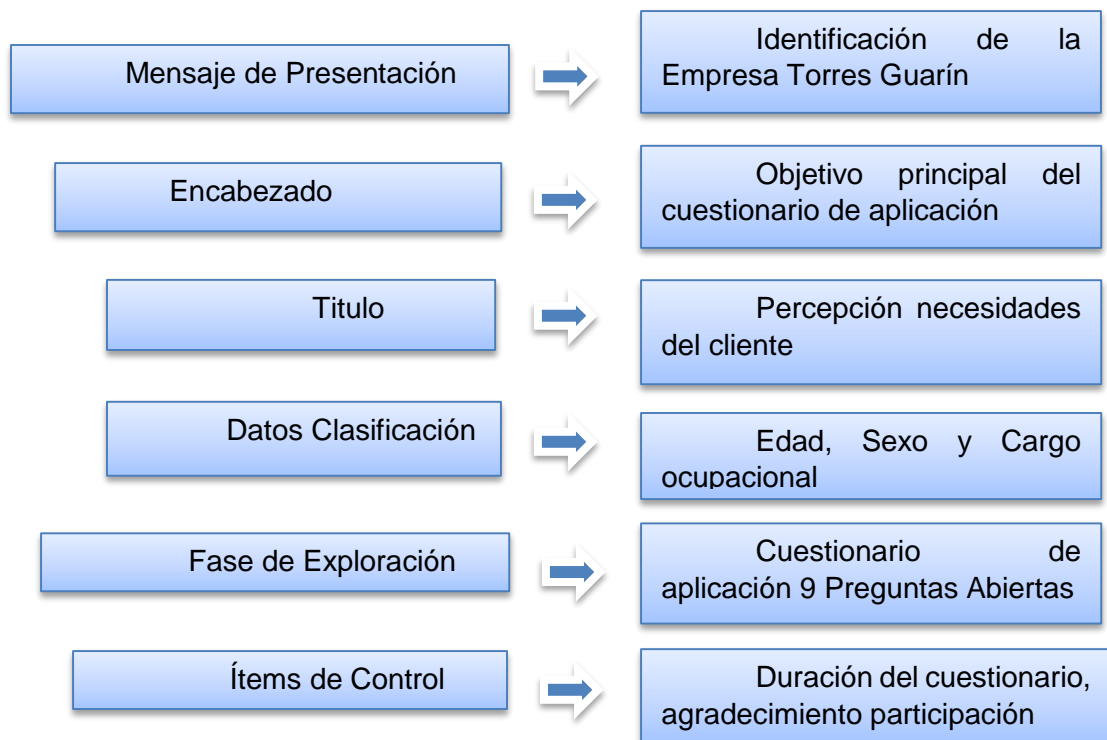 Mensaje de Presentación
Identificación de la
Empresa Torres Guarín
Encabezado
Objetivo principal del
cuestionario de aplicación
Titulo
Percepción necesidades
del cliente
Datos Clasificación
Edad, Sexo y Cargo
ocupacional
Fase de Exploración
Cuestionario de
aplicación 9 Preguntas Abiertas
Ítems de Control
Duración del cuestionario,
agradecimiento participación